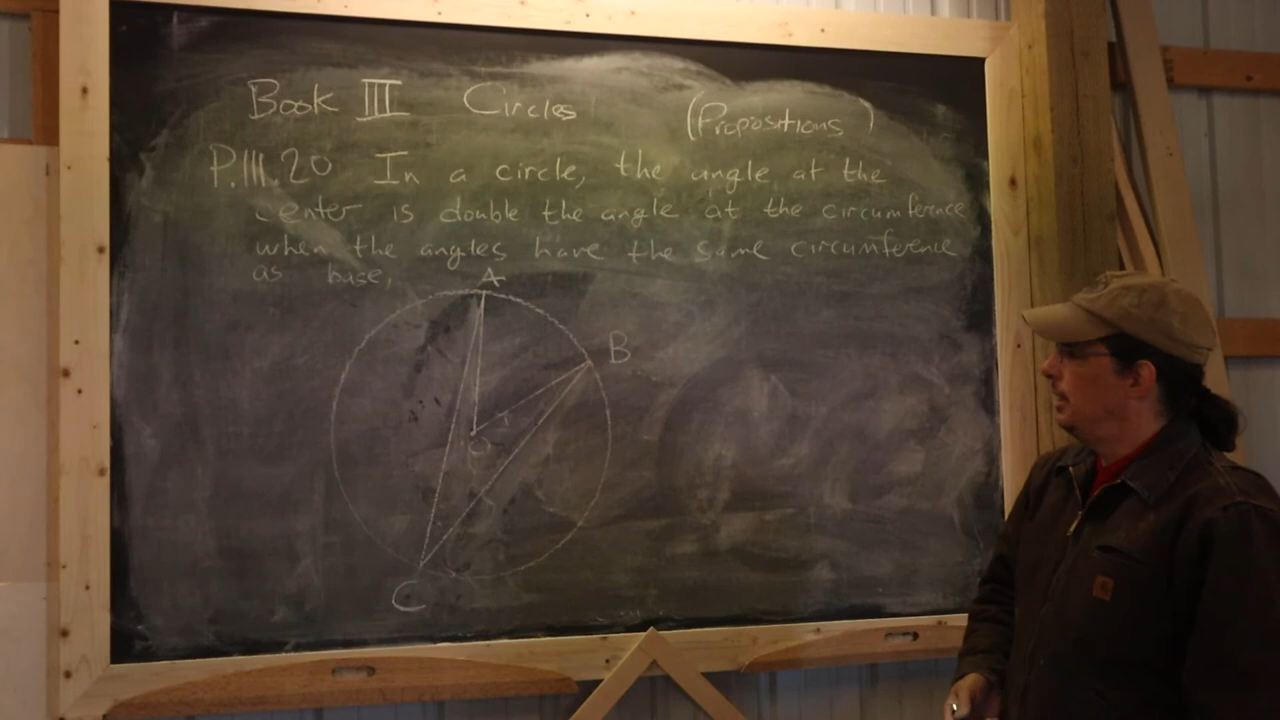 Book III Circles (Propositions)
P.III.20 In a circle, the angle at the
center is double the angle at the circumference
when the angles have the same circumference
as base,
A
B
O
C